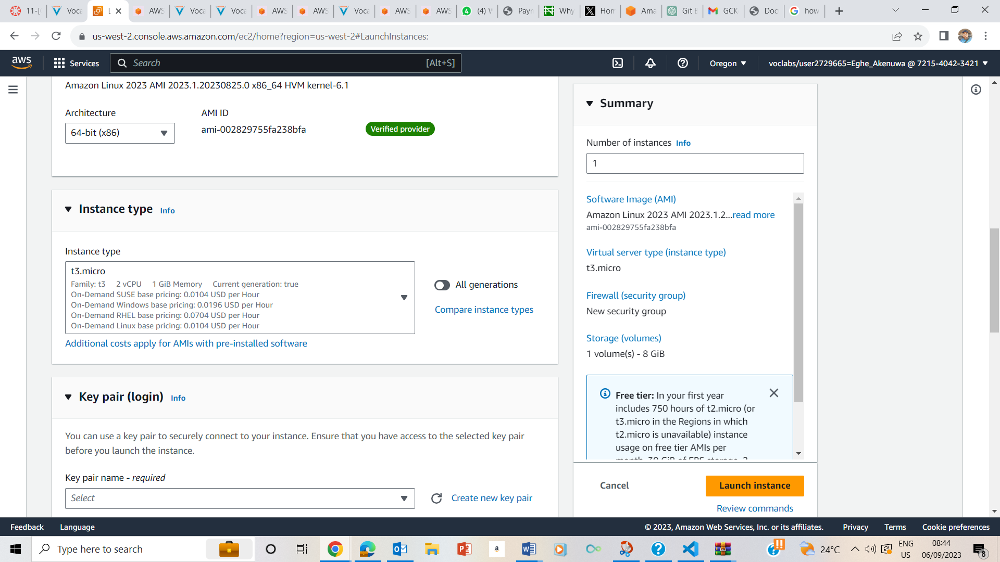 11-[
Voca
L
AWS
Voca
Voca
AWS
AWS
Voca
AWS
AWS
(4) W
Payn
Why
Hom
Ama
Git B
GCK
Doc
how
us-west-2.console.aws.amazon.com/ec2/home?region=us-west-2#LaunchInstances:
aws
Services
Search
[Alt+S]
Oregon
voclabs/user2729665=Eghe_Akenuwa @ 7215-4042-3421
Amazon Linux 2023 AMI 2023.1.20230825.0 x86_64 HVM kernel-6.1
Architecture
AMI ID
64-bit (x86)
ami-002829755fa238bfa
Verified provider
Instance type Info
Instance type
t3.micro
Family: t3 2 vCPU 1 GiB Memory Current generation: true
On-Demand SUSE base pricing: 0.0104 USD per Hour
On-Demand Windows base pricing: 0.0196 USD per Hour
On-Demand RHEL base pricing: 0.0704 USD per Hour
On-Demand Linux base pricing: 0.0104 USD per Hour
All generations
Compare instance types
Additional costs apply for AMIs with pre-installed software
Key pair (login) Info
You can use a key pair to securely connect to your instance. Ensure that you have access to the selected key pair
before you launch the instance.
Key pair name - required
Select
Create new key pair
Summary
Number of instances Info
1
Software Image (AMI)
Amazon Linux 2023 AMI 2023.1.2...read more
ami-002829755fa238bfa
Virtual server type (instance type)
t3.micro
Firewall (security group)
New security group
Storage (volumes)
1 volume(s) - 8 GiB
Free tier: In your first year
includes 750 hours of t2.micro (or
t3.micro in the Regions in which
t2.micro is unavailable) instance
usage on free tier AMIs per
month, 30 GiB of EBS storage, 2
Cancel
Launch instance
Review commands
Feedback
Language
© 2023, Amazon Web Services, Inc. or its affiliates.
Privacy
Terms
Cookie preferences
Type here to search
a
24°C
ENG
US
08:44
06/09/2023
8